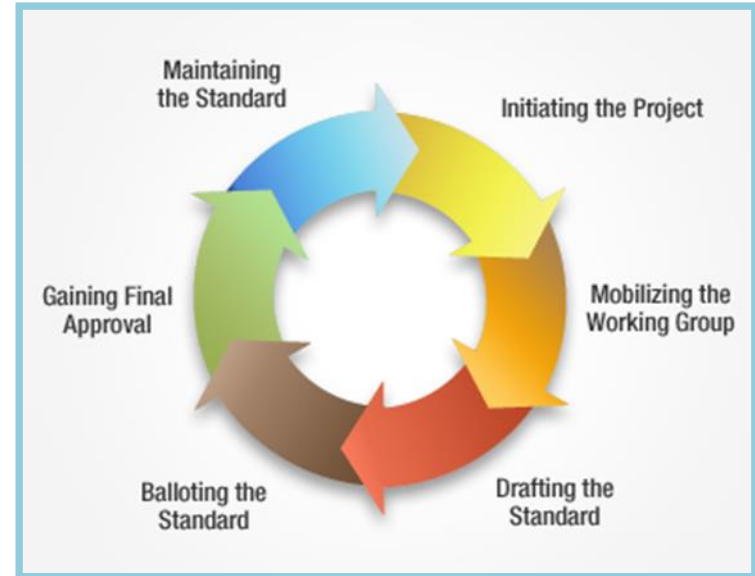 Maintaining
the Standard
Initiating the Project
Mobilizing the
Working Group
Drafting the
Standard
Balloting the
Standard
Gaining Final
Approval